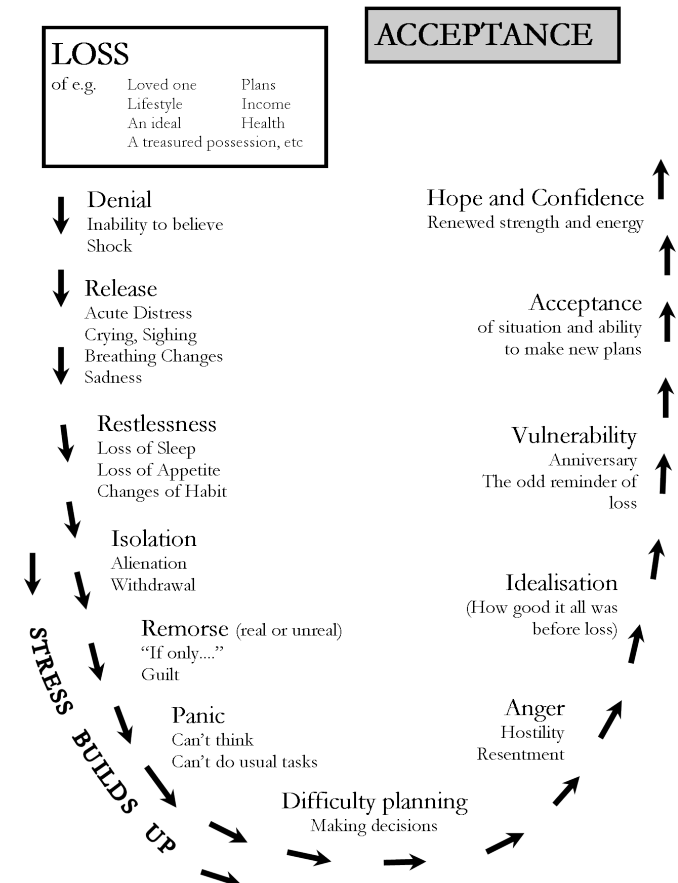 LOSS
of e.g. Loved one Plans
Lifestyle Income
An ideal Health
A treasured possession, etc
ACCEPTANCE
Denial
Inability to believe
Shock
Release
Acute Distress
Crying, Sighing
Breathing Changes
Sadness
Restlessness
Loss of Sleep
Loss of Appetite
Changes of Habit
Isolation
Alienation
Withdrawal
Remorse (real or unreal)
“If only....”
Guilt
Panic
Can’t think
Can’t do usual tasks
STRESS BUILDS UP
Difficulty planning
Making decisions
Anger
Hostility
Resentment
Idealisation
(How good it all was
before loss)
Vulnerability
Anniversary
The odd reminder of
loss
Acceptance
of situation and ability
to make new plans
Hope and Confidence
Renewed strength and energy